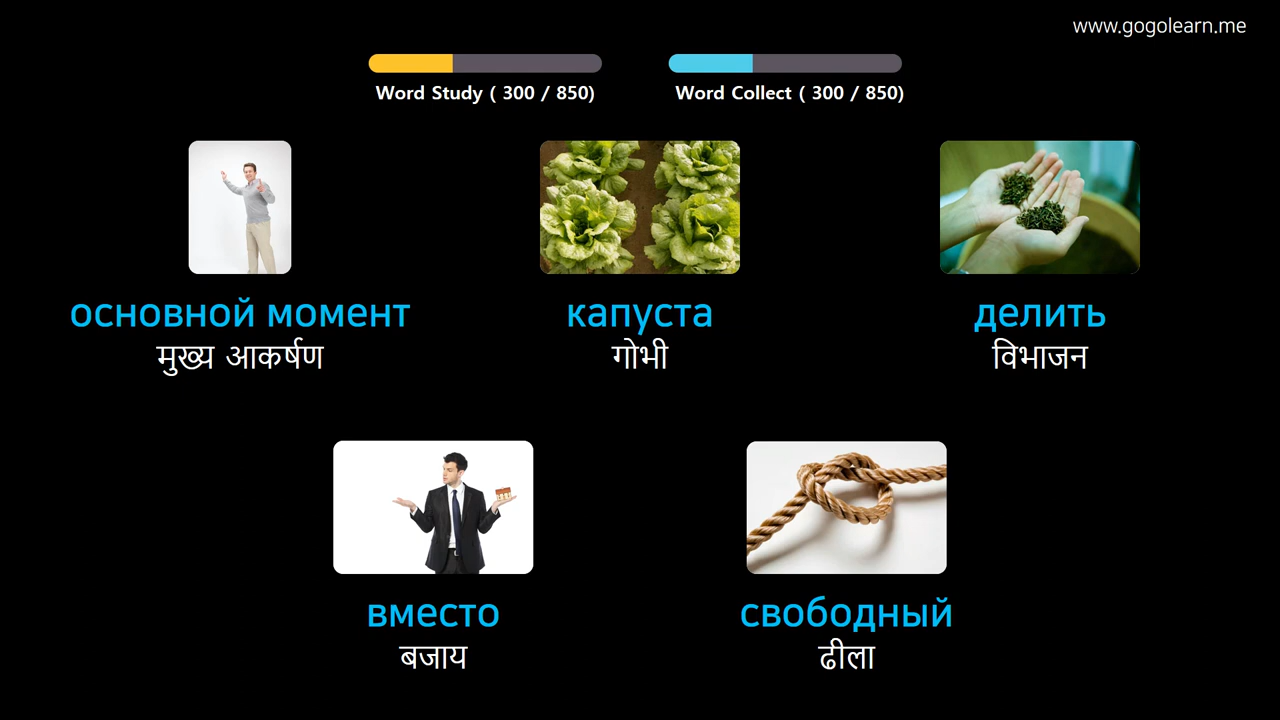 www.gogolearn.me
Word Study ( 300 / 850)
Word Collect ( 300 / 850)
основной момент
मुख्य आकर्षण
капуста
गोभी
делить
विभाजन
вместо
बजाय
свободный
ढीला